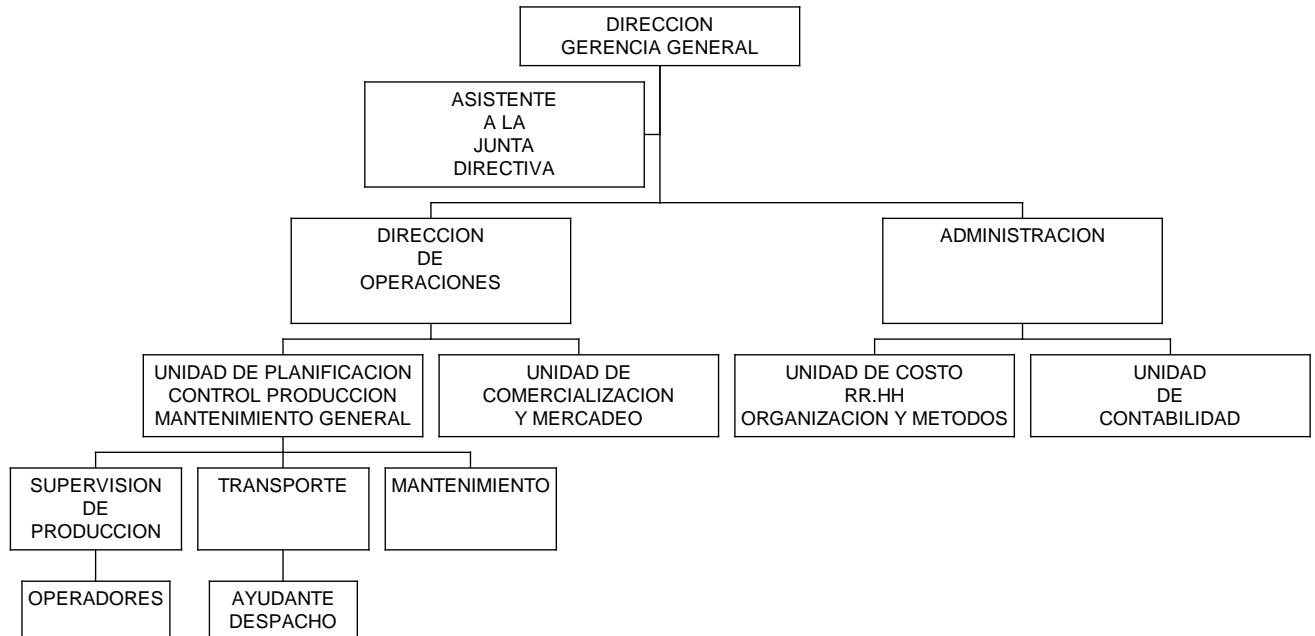 DIRECCION
GERENCIA GENERAL
ASISTENTE
A LA
JUNTA
DIRECTIVA
DIRECCION
DE
OPERACIONES
ADMINISTRACION
UNIDAD DE PLANIFICACION
CONTROL PRODUCCION
MANTENIMIENTO GENERAL
UNIDAD DE
COMERCIALIZACION
Y MERCADEO
UNIDAD DE COSTO
RR.HH
ORGANIZACION Y METODOS
UNIDAD
DE
CONTABILIDAD
SUPERVISION
DE
PRODUCCION
TRANSPORTE
MANTENIMIENTO
OPERADORES
AYUDANTE
DESPACHO